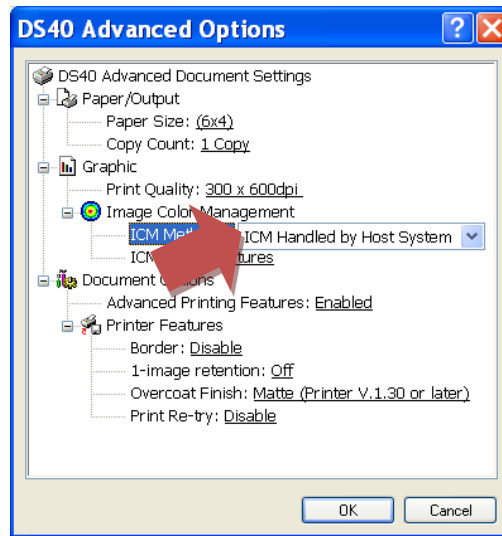 DS40 Advanced Options
DS40 Advanced Document Settings
Paper/Output
Paper Size: (6x4)
Copy Count: 1 Copy
Graphic
Print Quality: 300 x 600dpi
Image Color Management
ICM ICM Handled by Host System
ICM
Document
Advanced Printing Features: Enabled
Printer Features
Border: Disable
1-image retention: Off
Overcoat Finish: Matte (Printer V.1.30 or later)
Print Re-try: Disable
OK Cancel